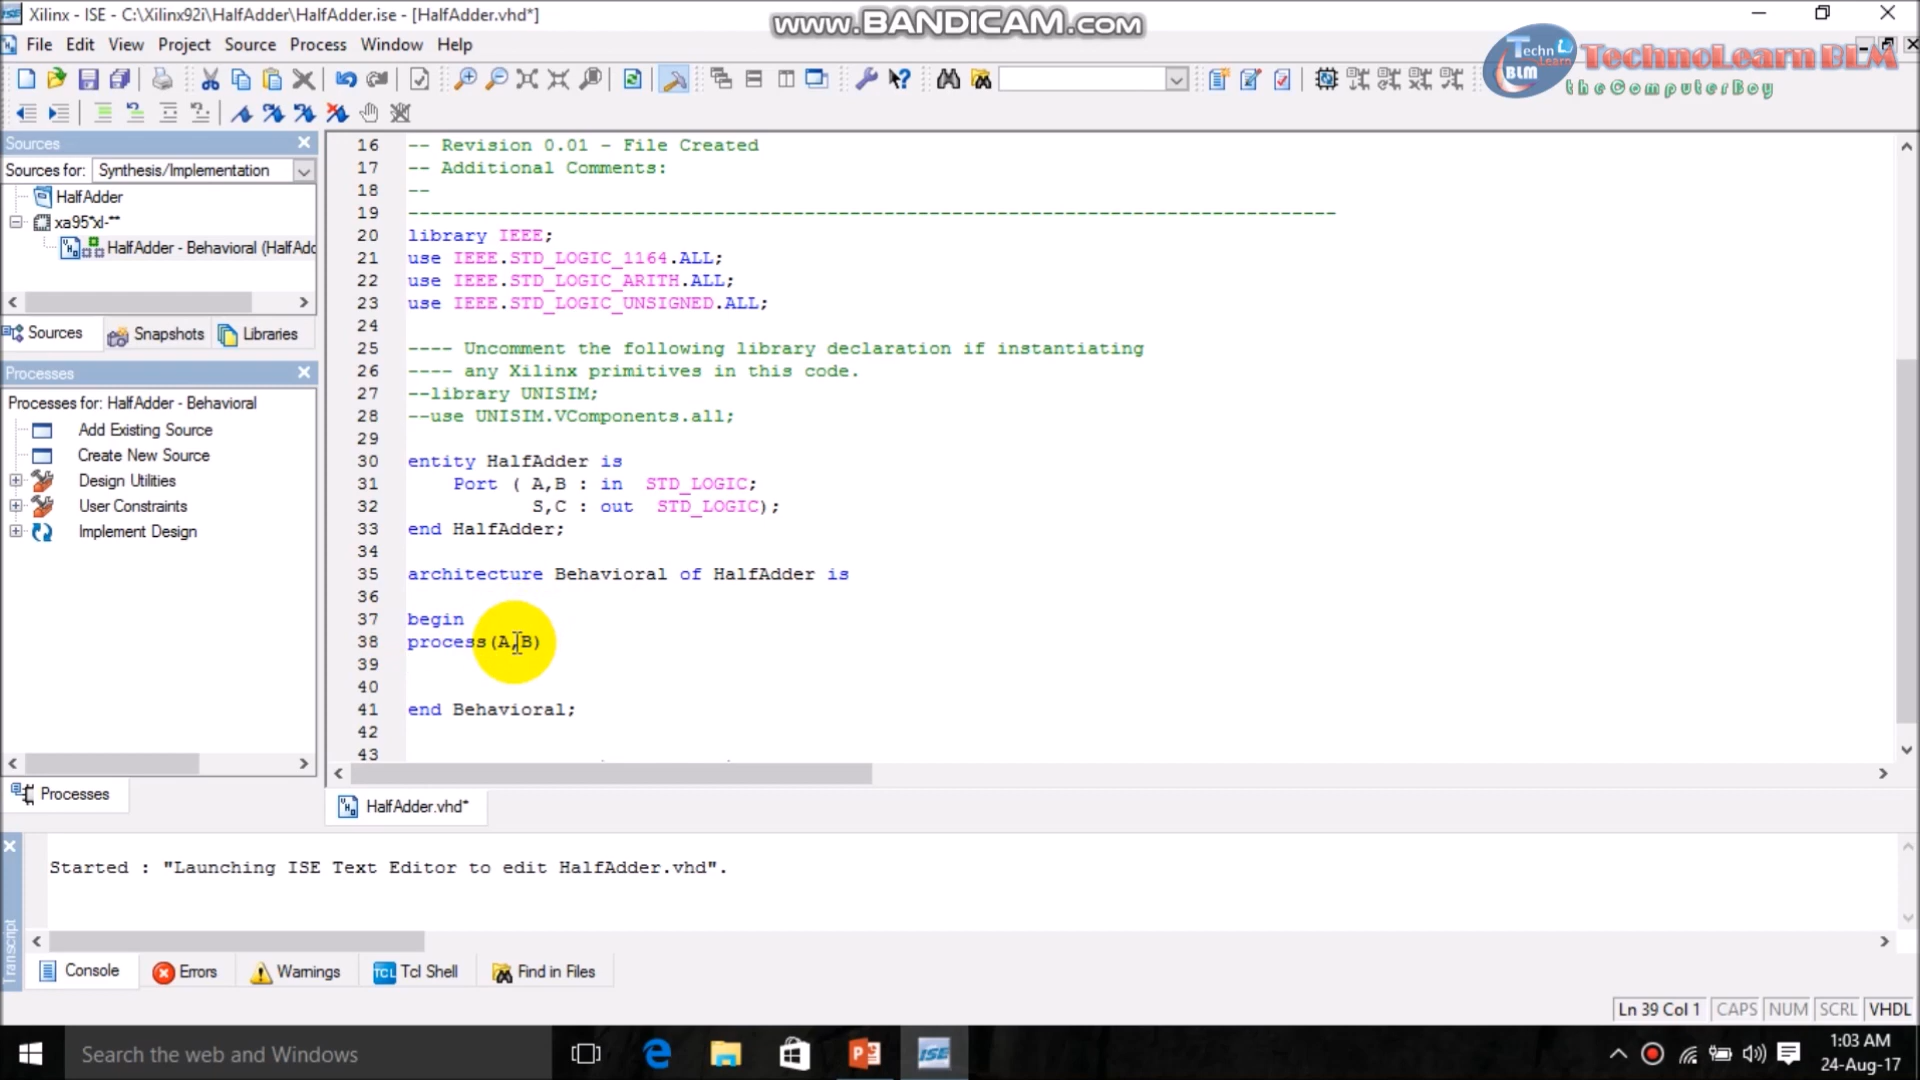 Xilinx - ISE - C:\Xilinx92i\HalfAdder\HalfAdder.ise - [HalfAdder.vhd*]
www.BANDICAM.com
File Edit View Project Source Process Window Help
Techn Learn BLM
TechnoLearn BLM
the@omputerBoy
Sources
Sources for: Synthesis/Implementation
HalfAdder
xa95*xl-**
HalfAdder - Behavioral (HalfAdd
Sources Snapshots Libraries
Processes
Processes for: HalfAdder - Behavioral
Add Existing Source
Create New Source
Design Utilities
User Constraints
Implement Design
Processes
16 -- Revision 0.01 - File Created
17 -- Additional Comments:
18 --
19 ----------------------------------------------------------------------------------
20 library IEEE;
21 use IEEE.STD_LOGIC_1164.ALL;
22 use IEEE.STD_LOGIC_ARITH.ALL;
23 use IEEE.STD_LOGIC_UNSIGNED.ALL;
24
25 ---- Uncomment the following library declaration if instantiating
26 ---- any Xilinx primitives in this code.
27 --library UNISIM;
28 --use UNISIM.VComponents.all;
29
30 entity HalfAdder is
31 Port ( A,B : in STD_LOGIC;
32 S,C : out STD_LOGIC);
33 end HalfAdder;
34
35 architecture Behavioral of HalfAdder is
36
37 begin
38 process(A,B)
39
40
41 end Behavioral;
42
43
HalfAdder.vhd*
Started : "Launching ISE Text Editor to edit HalfAdder.vhd".
Transcript
Console Errors Warnings TCL Tcl Shell Find in Files
Ln 39 Col 1 CAPS NUM SCRL VHDL
Search the web and Windows
ISE
1:03 AM
24-Aug-17